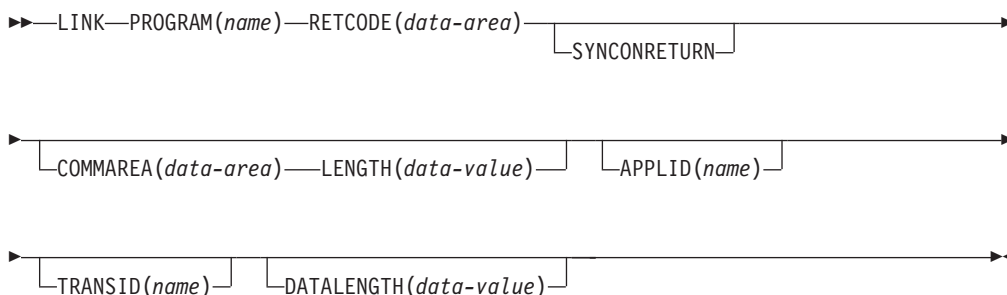 LINK PROGRAM(name) RETCODE(data-area)
SYNCONRETURN
COMMAREA(data-area) LENGTH(data-value) APPLID(name)
TRANSID(name) DATALENGTH(data-value)